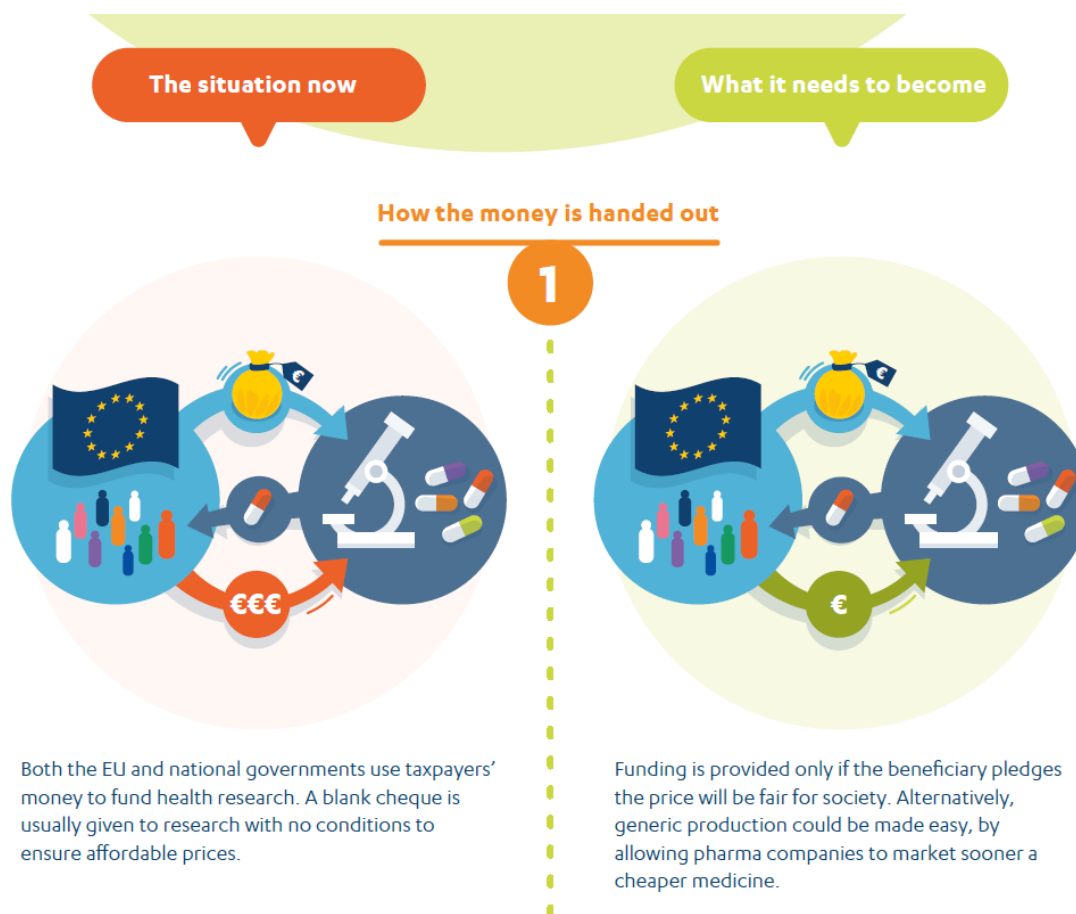 The situation now
What it needs to become
How the money is handed out
1
€
€
€€€
€
Both the EU and national governments use taxpayers’
money to fund health research. A blank cheque is
usually given to research with no conditions to
ensure affordable prices.
Funding is provided only if the beneficiary pledges
the price will be fair for society. Alternatively,
generic production could be made easy, by
allowing pharma companies to market sooner a
cheaper medicine.